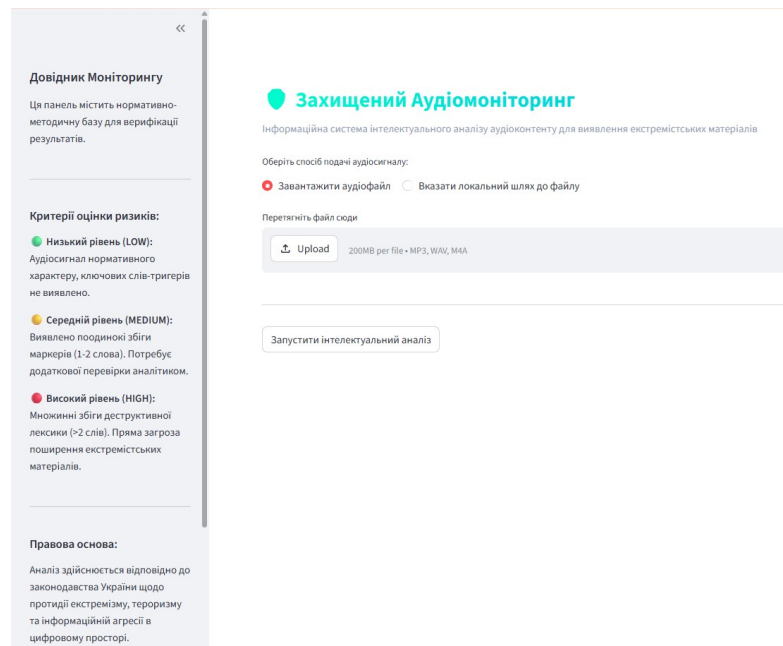 Довідник Моніторингу
Ця панель містить нормативно-
методичну базу для верифікації
результатів.
Критерії оцінки ризиків:
Низький рівень (LOW):
Аудіосигнал нормативного
характеру, ключових слів-тригерів
не виявлено.
Середній рівень (MEDIUM):
Виявлено поодинокі збіги
маркерів (1-2 слова). Потребує
додаткової перевірки аналітиком.
Високий рівень (HIGH):
Множинні збіги деструктивної
лексики (>2 слів). Пряма загроза
поширення екстремістських
матеріалів.
Правова основа:
Аналіз здійснюється відповідно до
законодавства України щодо
протидії екстремізму, тероризму
та інформаційній агресії в
цифровому просторі.
Захищений Аудіомоніторинг
Інформаційна система інтелектуального аналізу аудіоконтенту для виявлення екстремістських матеріалів
Оберіть спосіб подачі аудіосигналу:
Завантажити аудіофайл Вказати локальний шлях до файлу
Перетягніть файл сюди
Upload 200MB per file • MP3, WAV, M4A
Запустити інтелектуальний аналіз